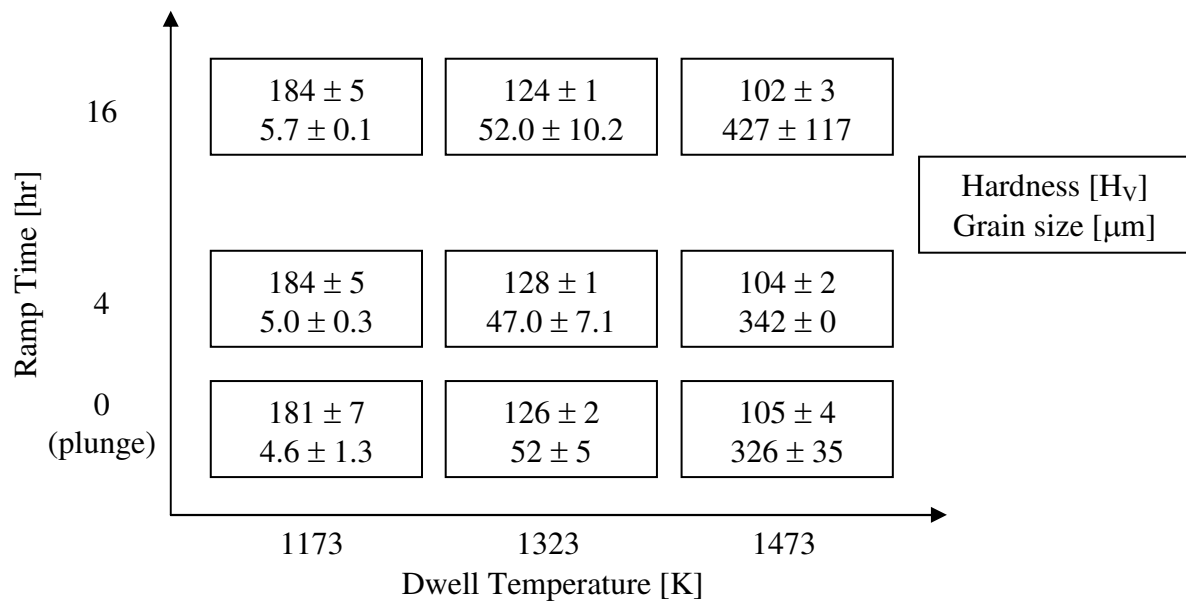 16
184 ± 5
5.7 ± 0.1
124 ± 1
52.0 ± 10.2
102 ± 3
427 ± 117
Hardness [H_V]
Grain size [μm]
Ramp Time [hr]
4
184 ± 5
5.0 ± 0.3
128 ± 1
47.0 ± 7.1
104 ± 2
342 ± 0
0
(plunge)
181 ± 7
4.6 ± 1.3
126 ± 2
52 ± 5
105 ± 4
326 ± 35
1173
1323
1473
Dwell Temperature [K]